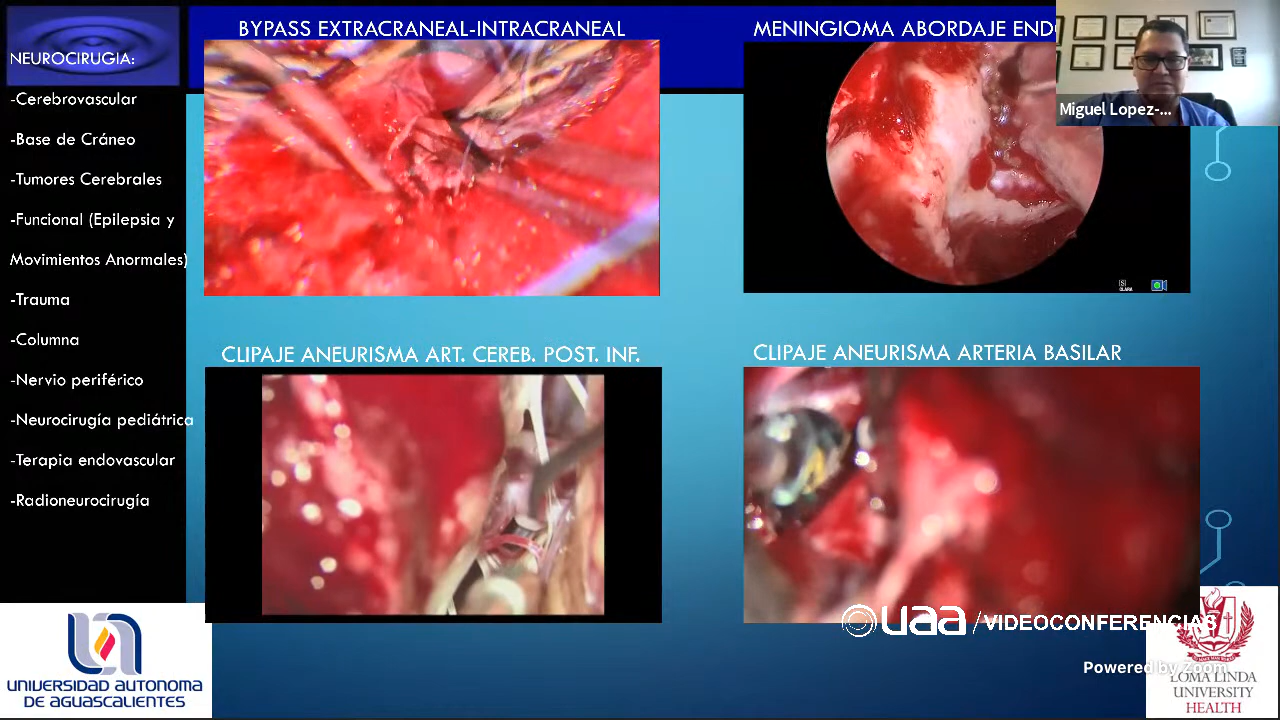 NEUROCIRUGIA:
-Cerebrovascular
-Base de Cráneo
-Tumores Cerebrales
-Funcional (Epilepsia y
Movimientos Anormales)
-Trauma
-Columna
-Nervio periférico
-Neurocirugía pediátrica
-Terapia endovascular
-Radioneurocirugía
BYPASS EXTRACRANEAL-INTRACRANEAL
MENINGIOMA ABORDAJE ENDO
Miguel Lopez-...
CLIPAJE ANEURISMA ART. CEREB. POST. INF.
CLIPAJE ANEURISMA ARTERIA BASILAR
uaa /VIDEOCONFERENCIAS
Powered by Zoom
UNIVERSIDAD AUTONOMA
DE AGUASCALIENTES
LOMA LINDA
UNIVERSITY
HEALTH